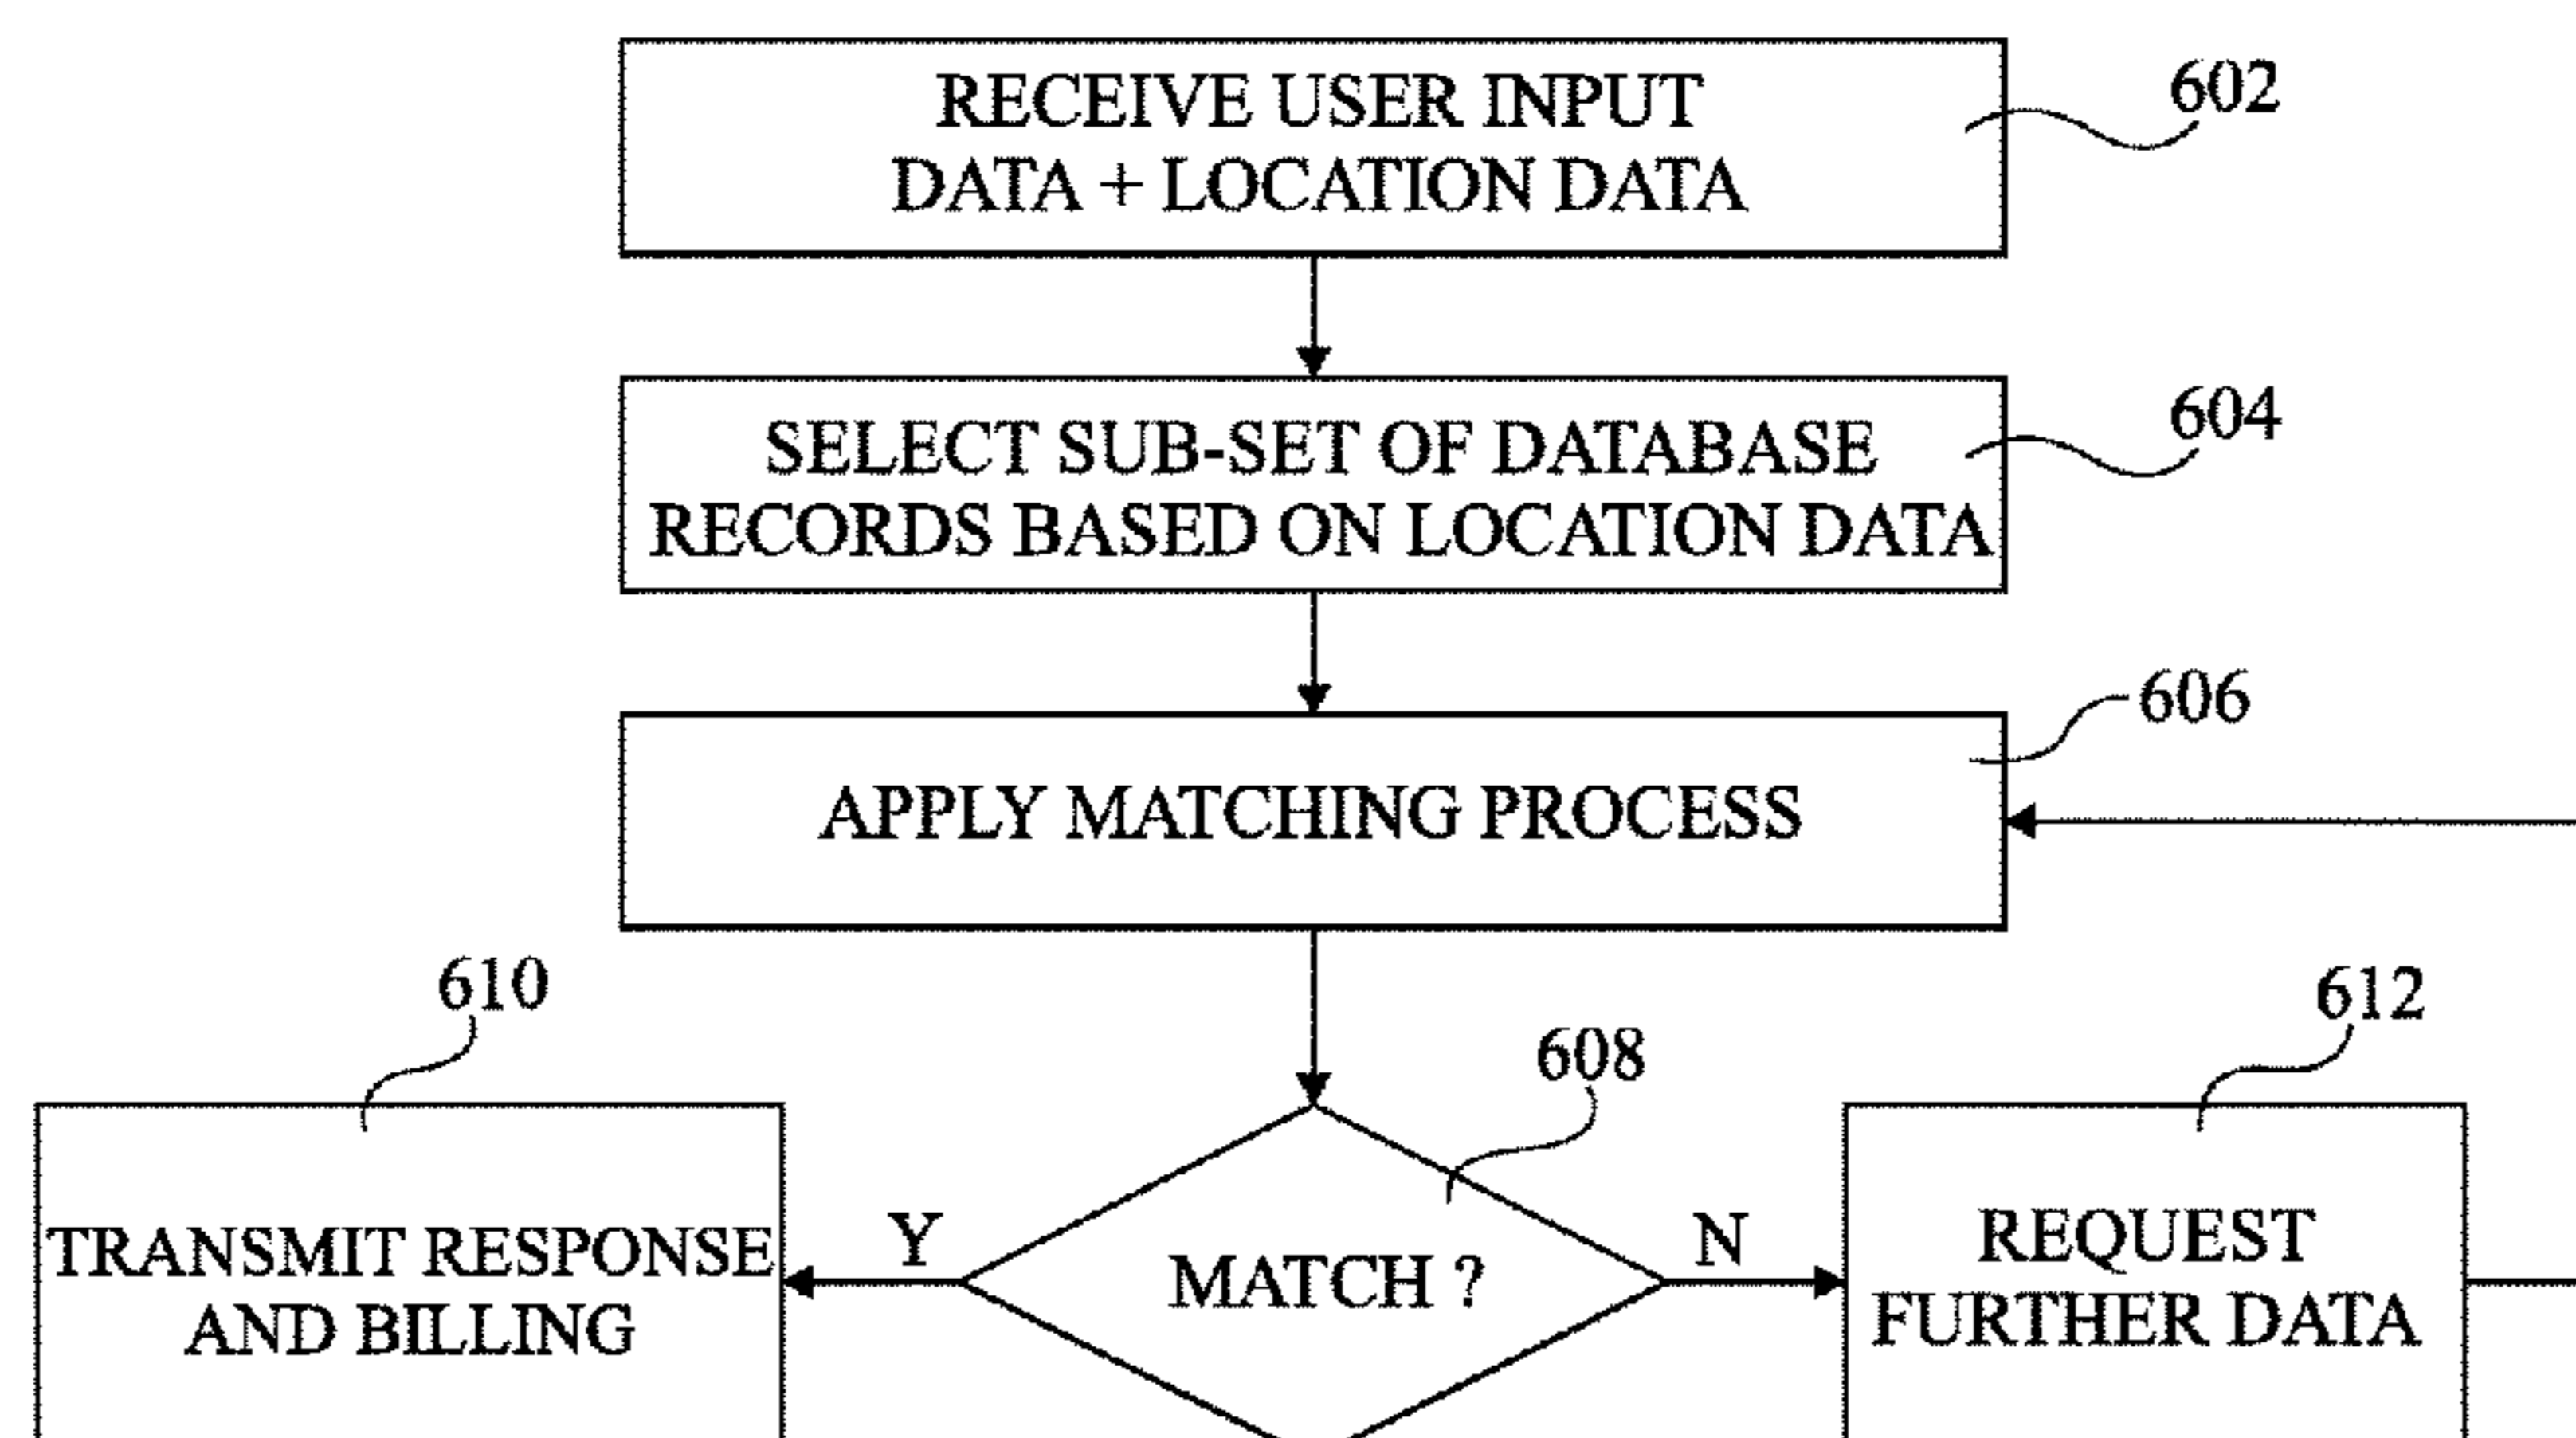 RECEIVE USER INPUT
DATA + LOCATION DATA
602
SELECT SUB-SET OF DATABASE
RECORDS BASED ON LOCATION DATA
604
606
APPLY MATCHING PROCESS
610
608
612
TRANSMIT RESPONSE
AND BILLING
Y
MATCH ?
N
REQUEST
FURTHER DATA